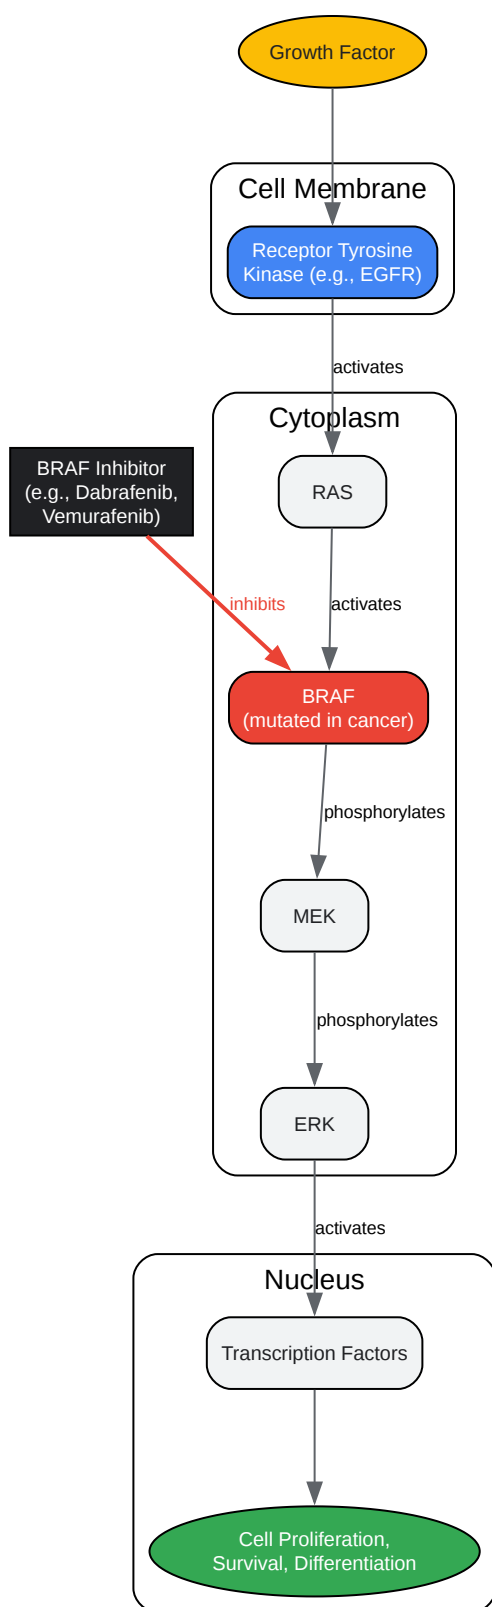 Growth Factor
Cell Membrane
Receptor Tyrosine
Kinase (e.g., EGFR)
activates
Cytoplasm
BRAF Inhibitor
(e.g., Dabrafenib,
Vemurafenib)
RAS
inhibits
activates
BRAF
(mutated in cancer)
phosphorylates
MEK
phosphorylates
ERK
activates
Nucleus
Transcription Factors
Cell Proliferation,
Survival, Differentiation